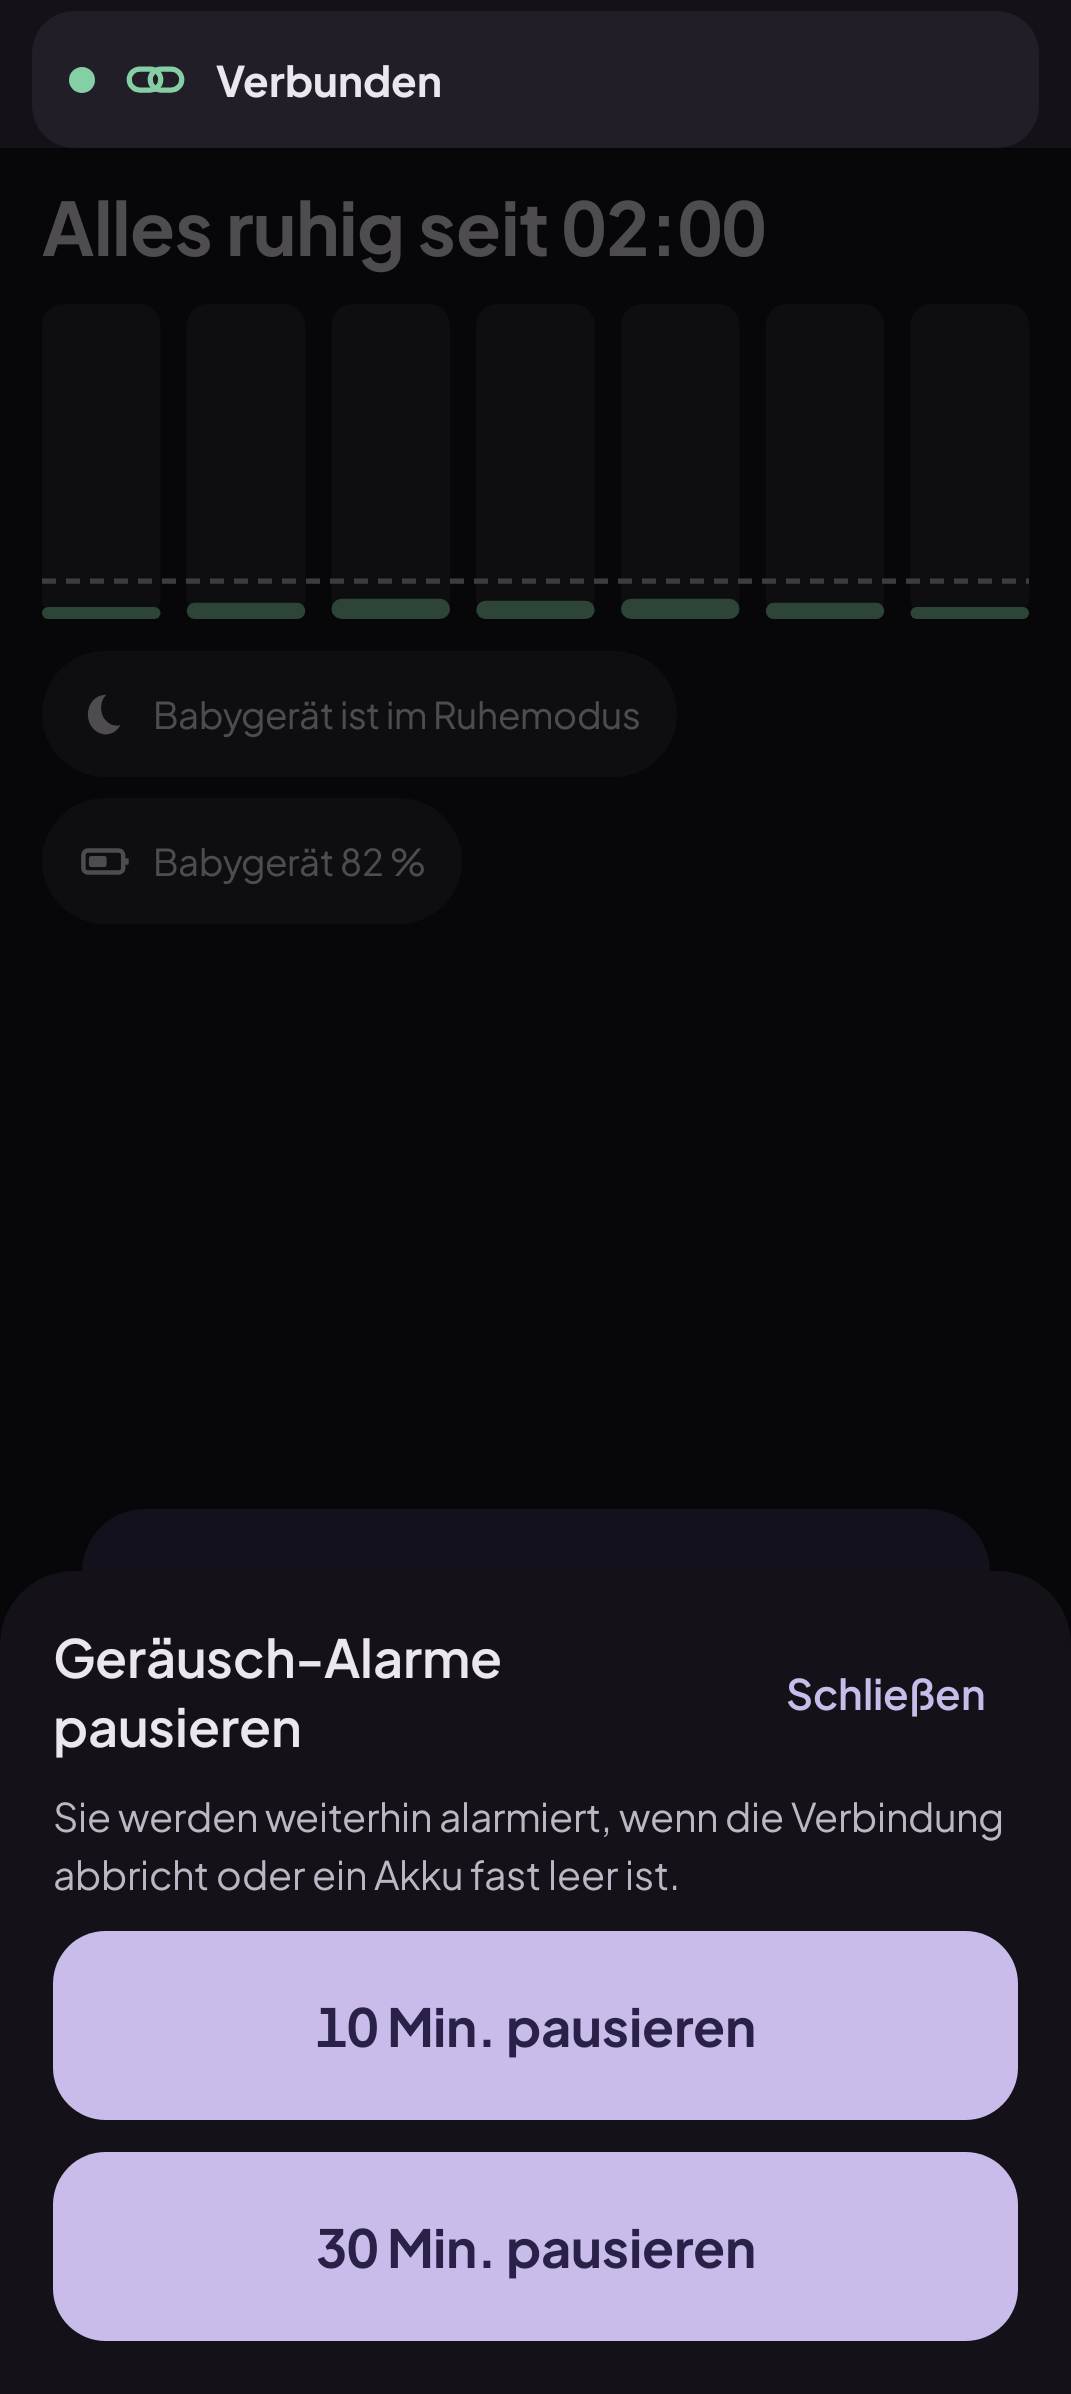 Verbunden
Alles ruhig seit 02:00
Babygerät ist im Ruhemodus
Babygerät 82 %
Geräusch-Alarme
pausieren
Schließen
Sie werden weiterhin alarmiert, wenn die Verbindung
abbricht oder ein Akku fast leer ist.
10 Min. pausieren
30 Min. pausieren